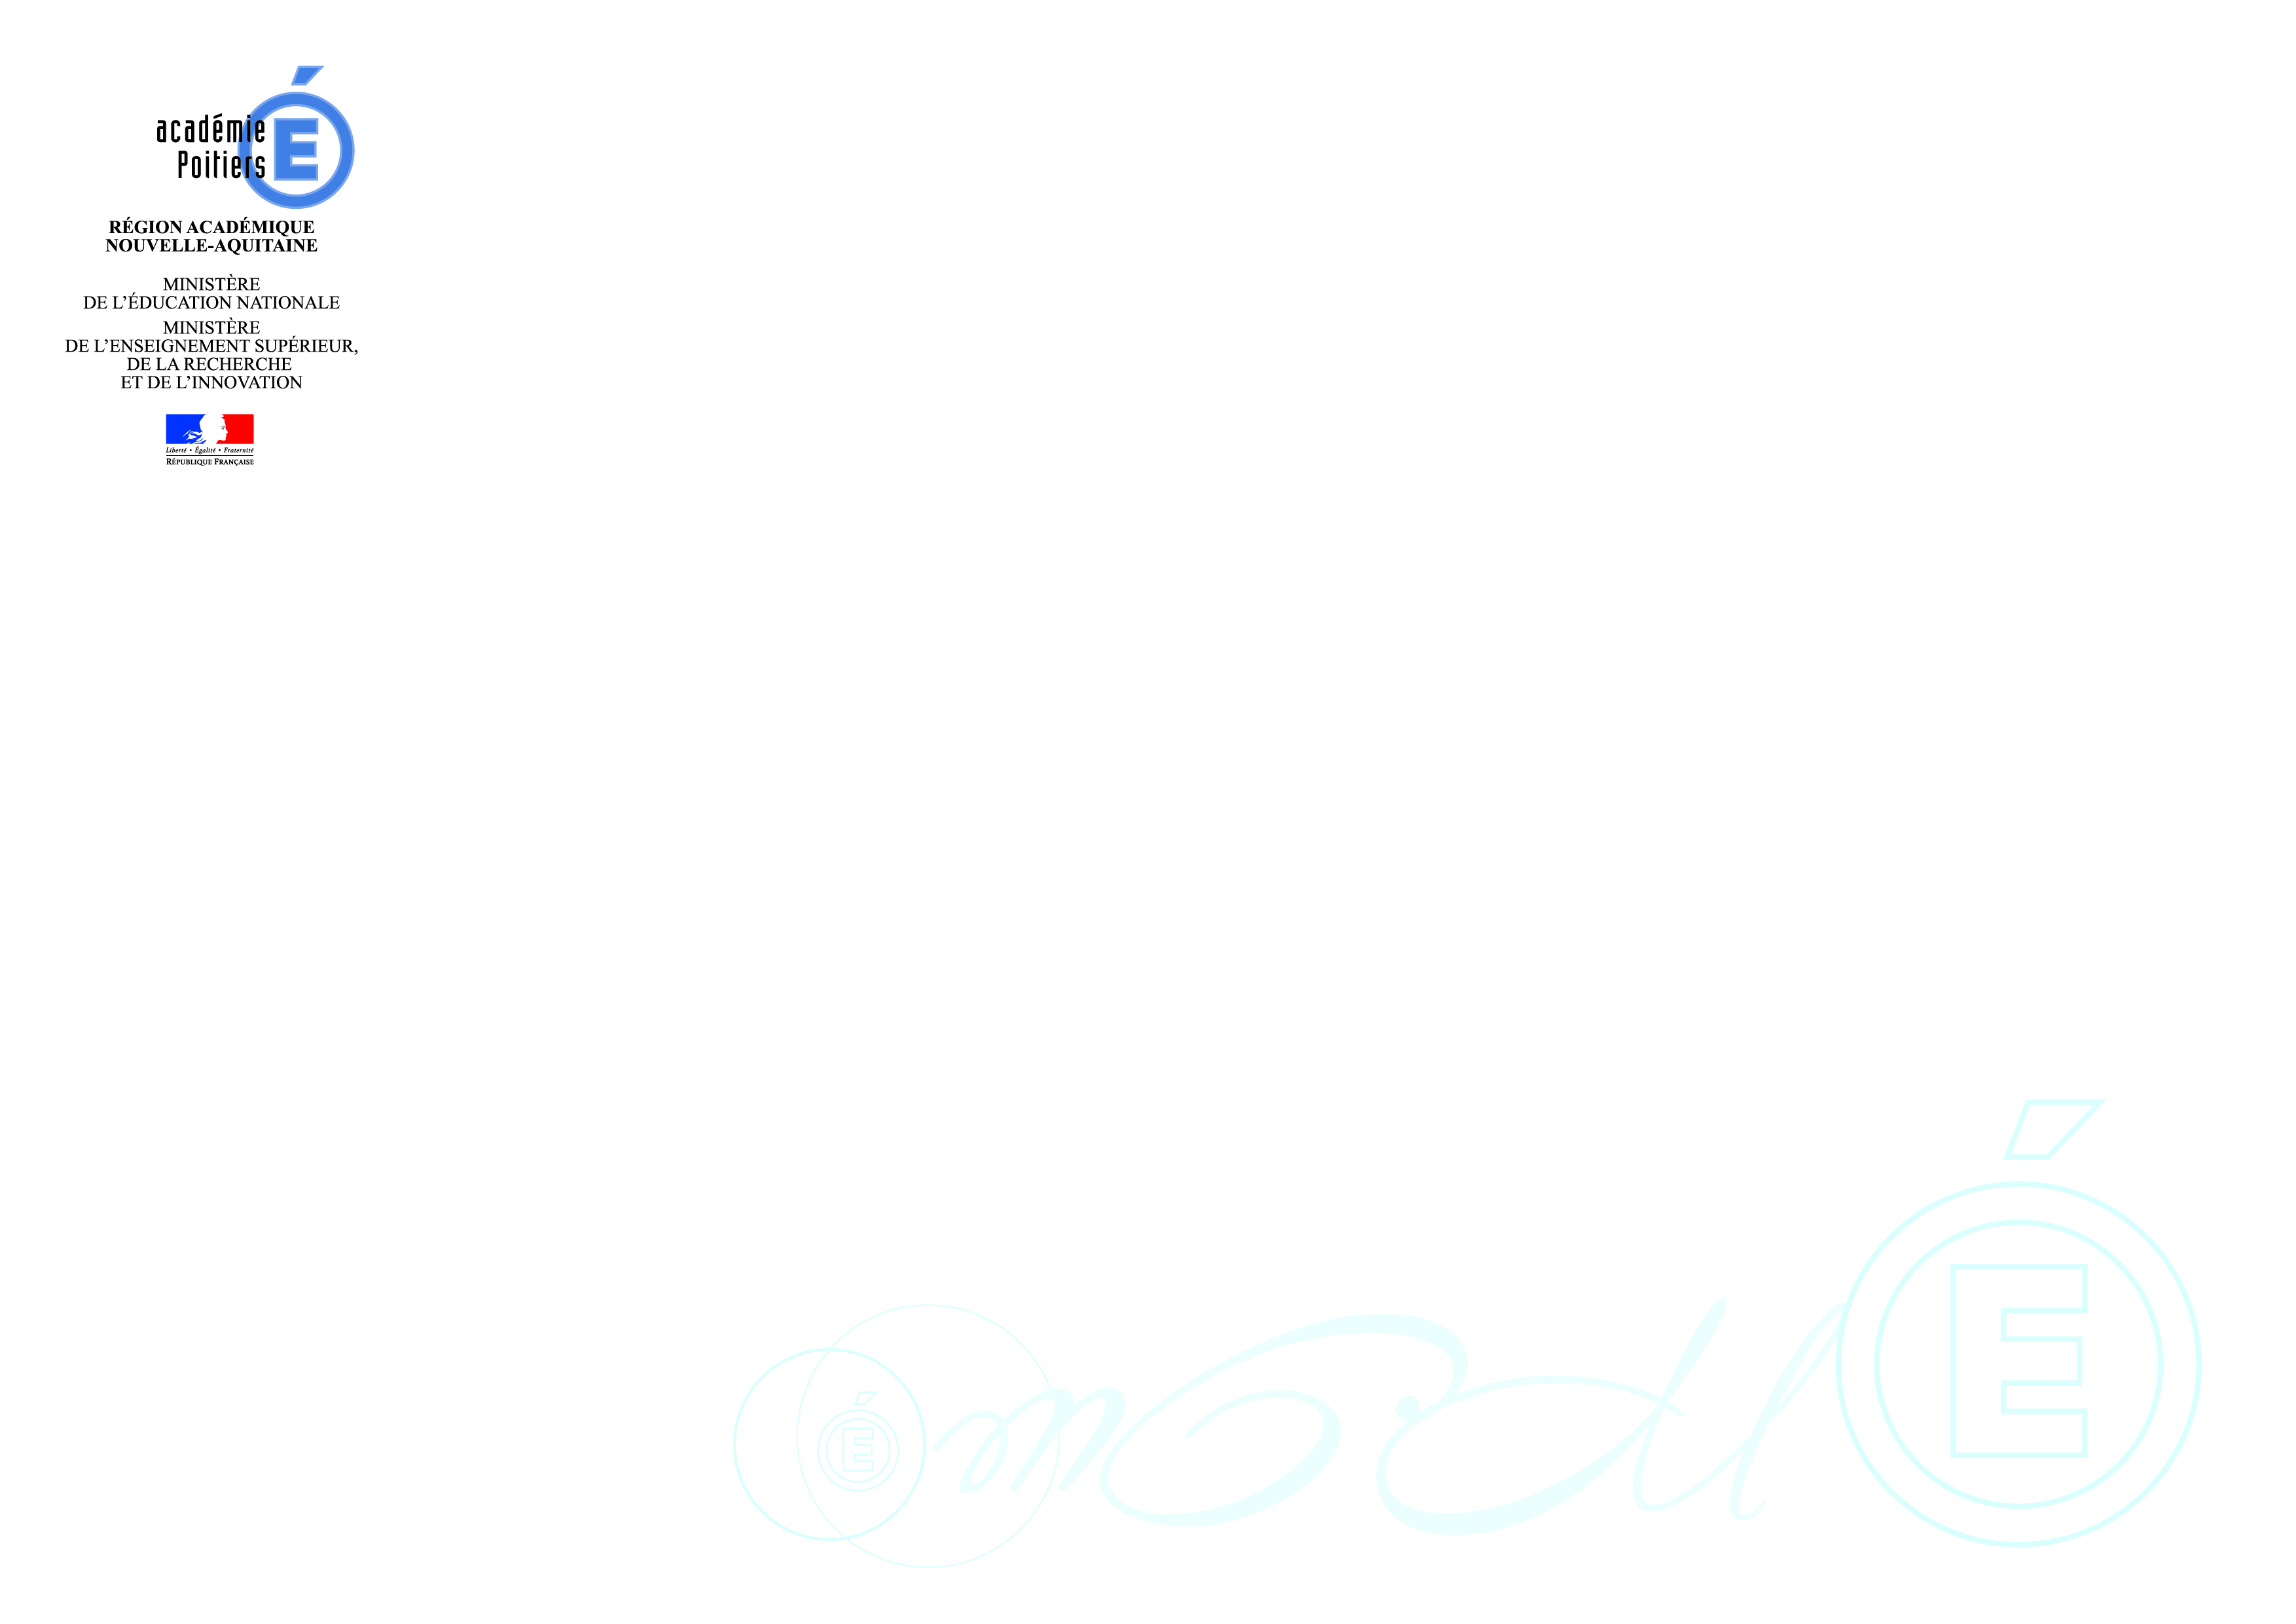 académie
Poitiers
É
RÉGION ACADÉMIQUE
NOUVELLE-AQUITAINE
MINISTÈRE
DE L'ÉDUCATION NATIONALE
MINISTÈRE
DE L'ENSEIGNEMENT SUPÉRIEUR,
DE LA RECHERCHE
ET DE L'INNOVATION
Liberté • Égalité • Fraternité
RÉPUBLIQUE FRANÇAISE
É
É